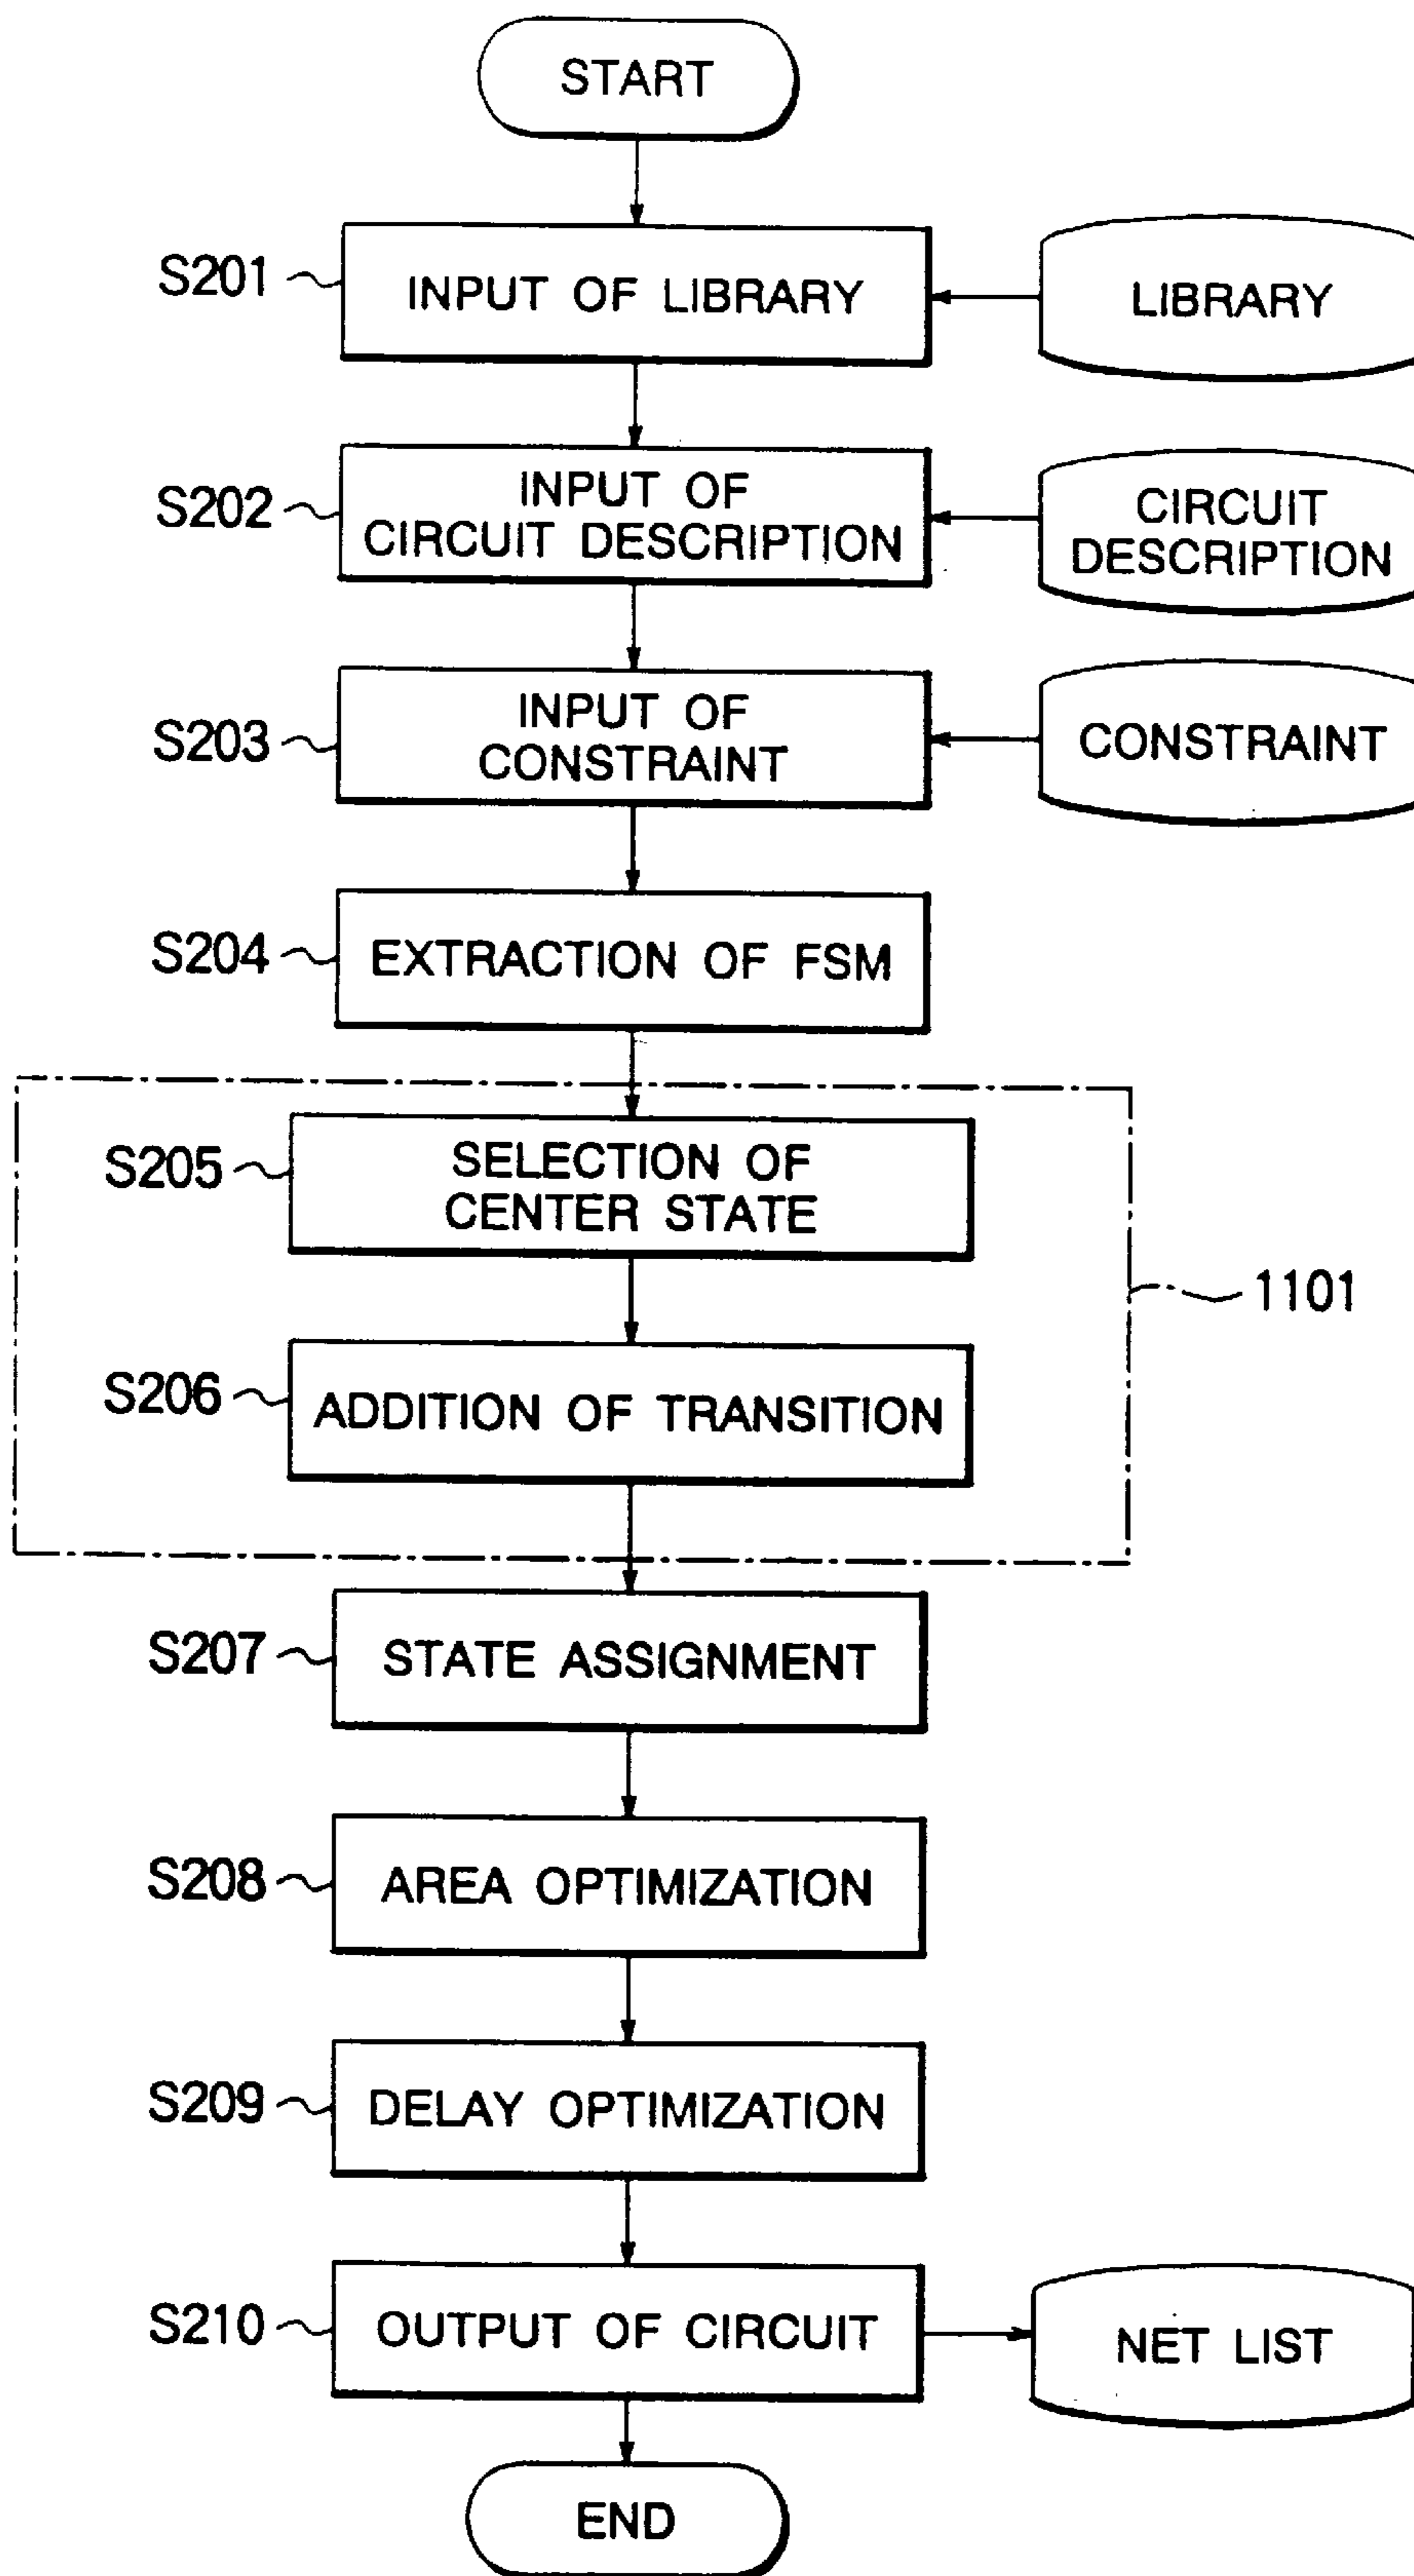 START
S201
INPUT OF LIBRARY
LIBRARY
S202
INPUT OF
CIRCUIT DESCRIPTION
CIRCUIT
DESCRIPTION
S203
INPUT OF
CONSTRAINT
CONSTRAINT
S204
EXTRACTION OF FSM
S205
SELECTION OF
CENTER STATE
1101
S206
ADDITION OF TRANSITION
S207
STATE ASSIGNMENT
S208
AREA OPTIMIZATION
S209
DELAY OPTIMIZATION
S210
OUTPUT OF CIRCUIT
NET LIST
END